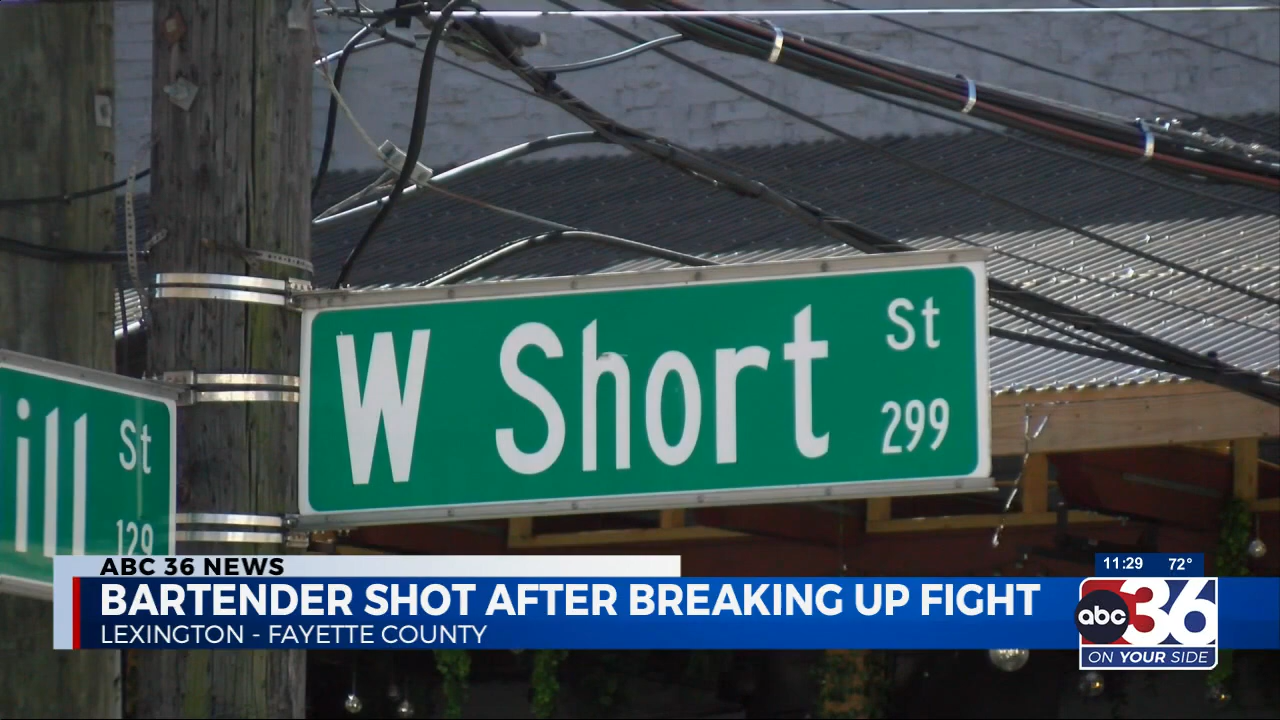 W Short St
299
ill St
129
ABC 36 NEWS
BARTENDER SHOT AFTER BREAKING UP FIGHT
LEXINGTON - FAYETTE COUNTY
11:29 72°
abc 36
ON YOUR SIDE